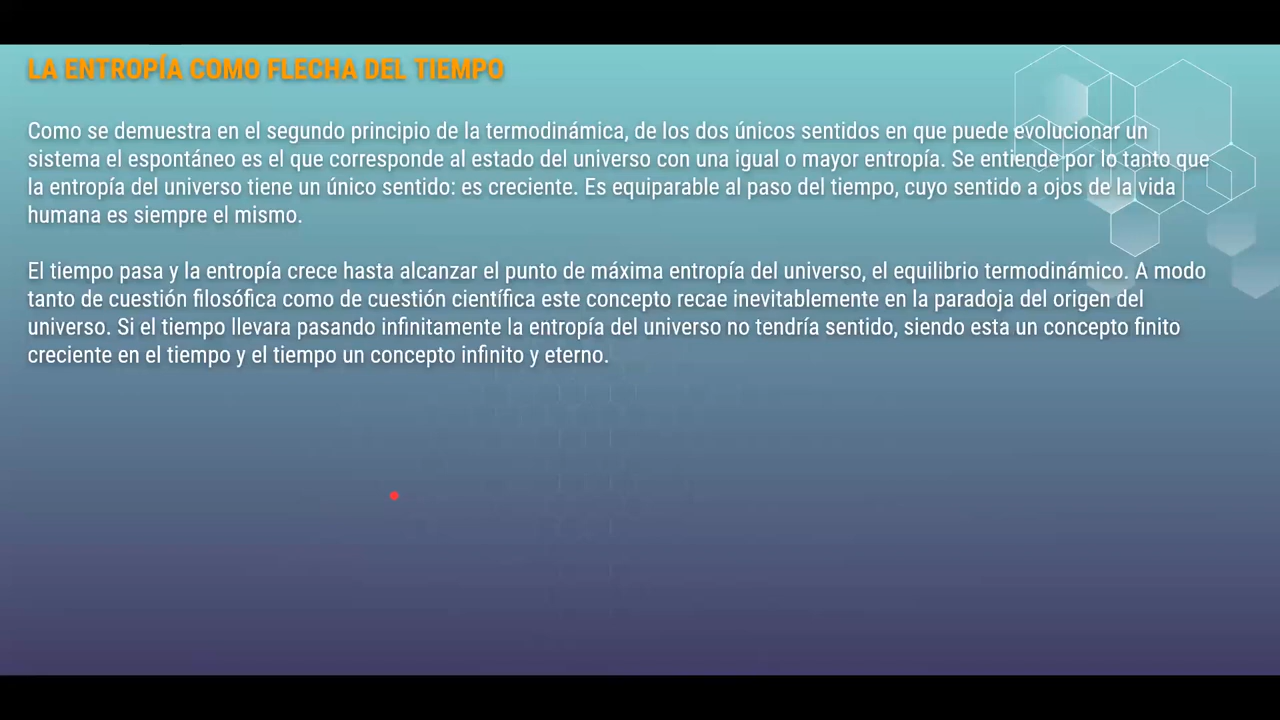 LA ENTROPÍA COMO FLECHA DEL TIEMPO
Como se demuestra en el segundo principio de la termodinámica, de los dos únicos sentidos en que puede evolucionar un
sistema el espontáneo es el que corresponde al estado del universo con una igual o mayor entropía. Se entiende por lo tanto que
la entropía del universo tiene un único sentido: es creciente. Es equiparable al paso del tiempo, cuyo sentido a ojos de la vida
humana es siempre el mismo.
El tiempo pasa y la entropía crece hasta alcanzar el punto de máxima entropía del universo, el equilibrio termodinámico. A modo
tanto de cuestión filosófica como de cuestión científica este concepto recae inevitablemente en la paradoja del origen del
universo. Si el tiempo llevara pasando infinitamente la entropía del universo no tendría sentido, siendo esta un concepto finito
creciente en el tiempo y el tiempo un concepto infinito y eterno.